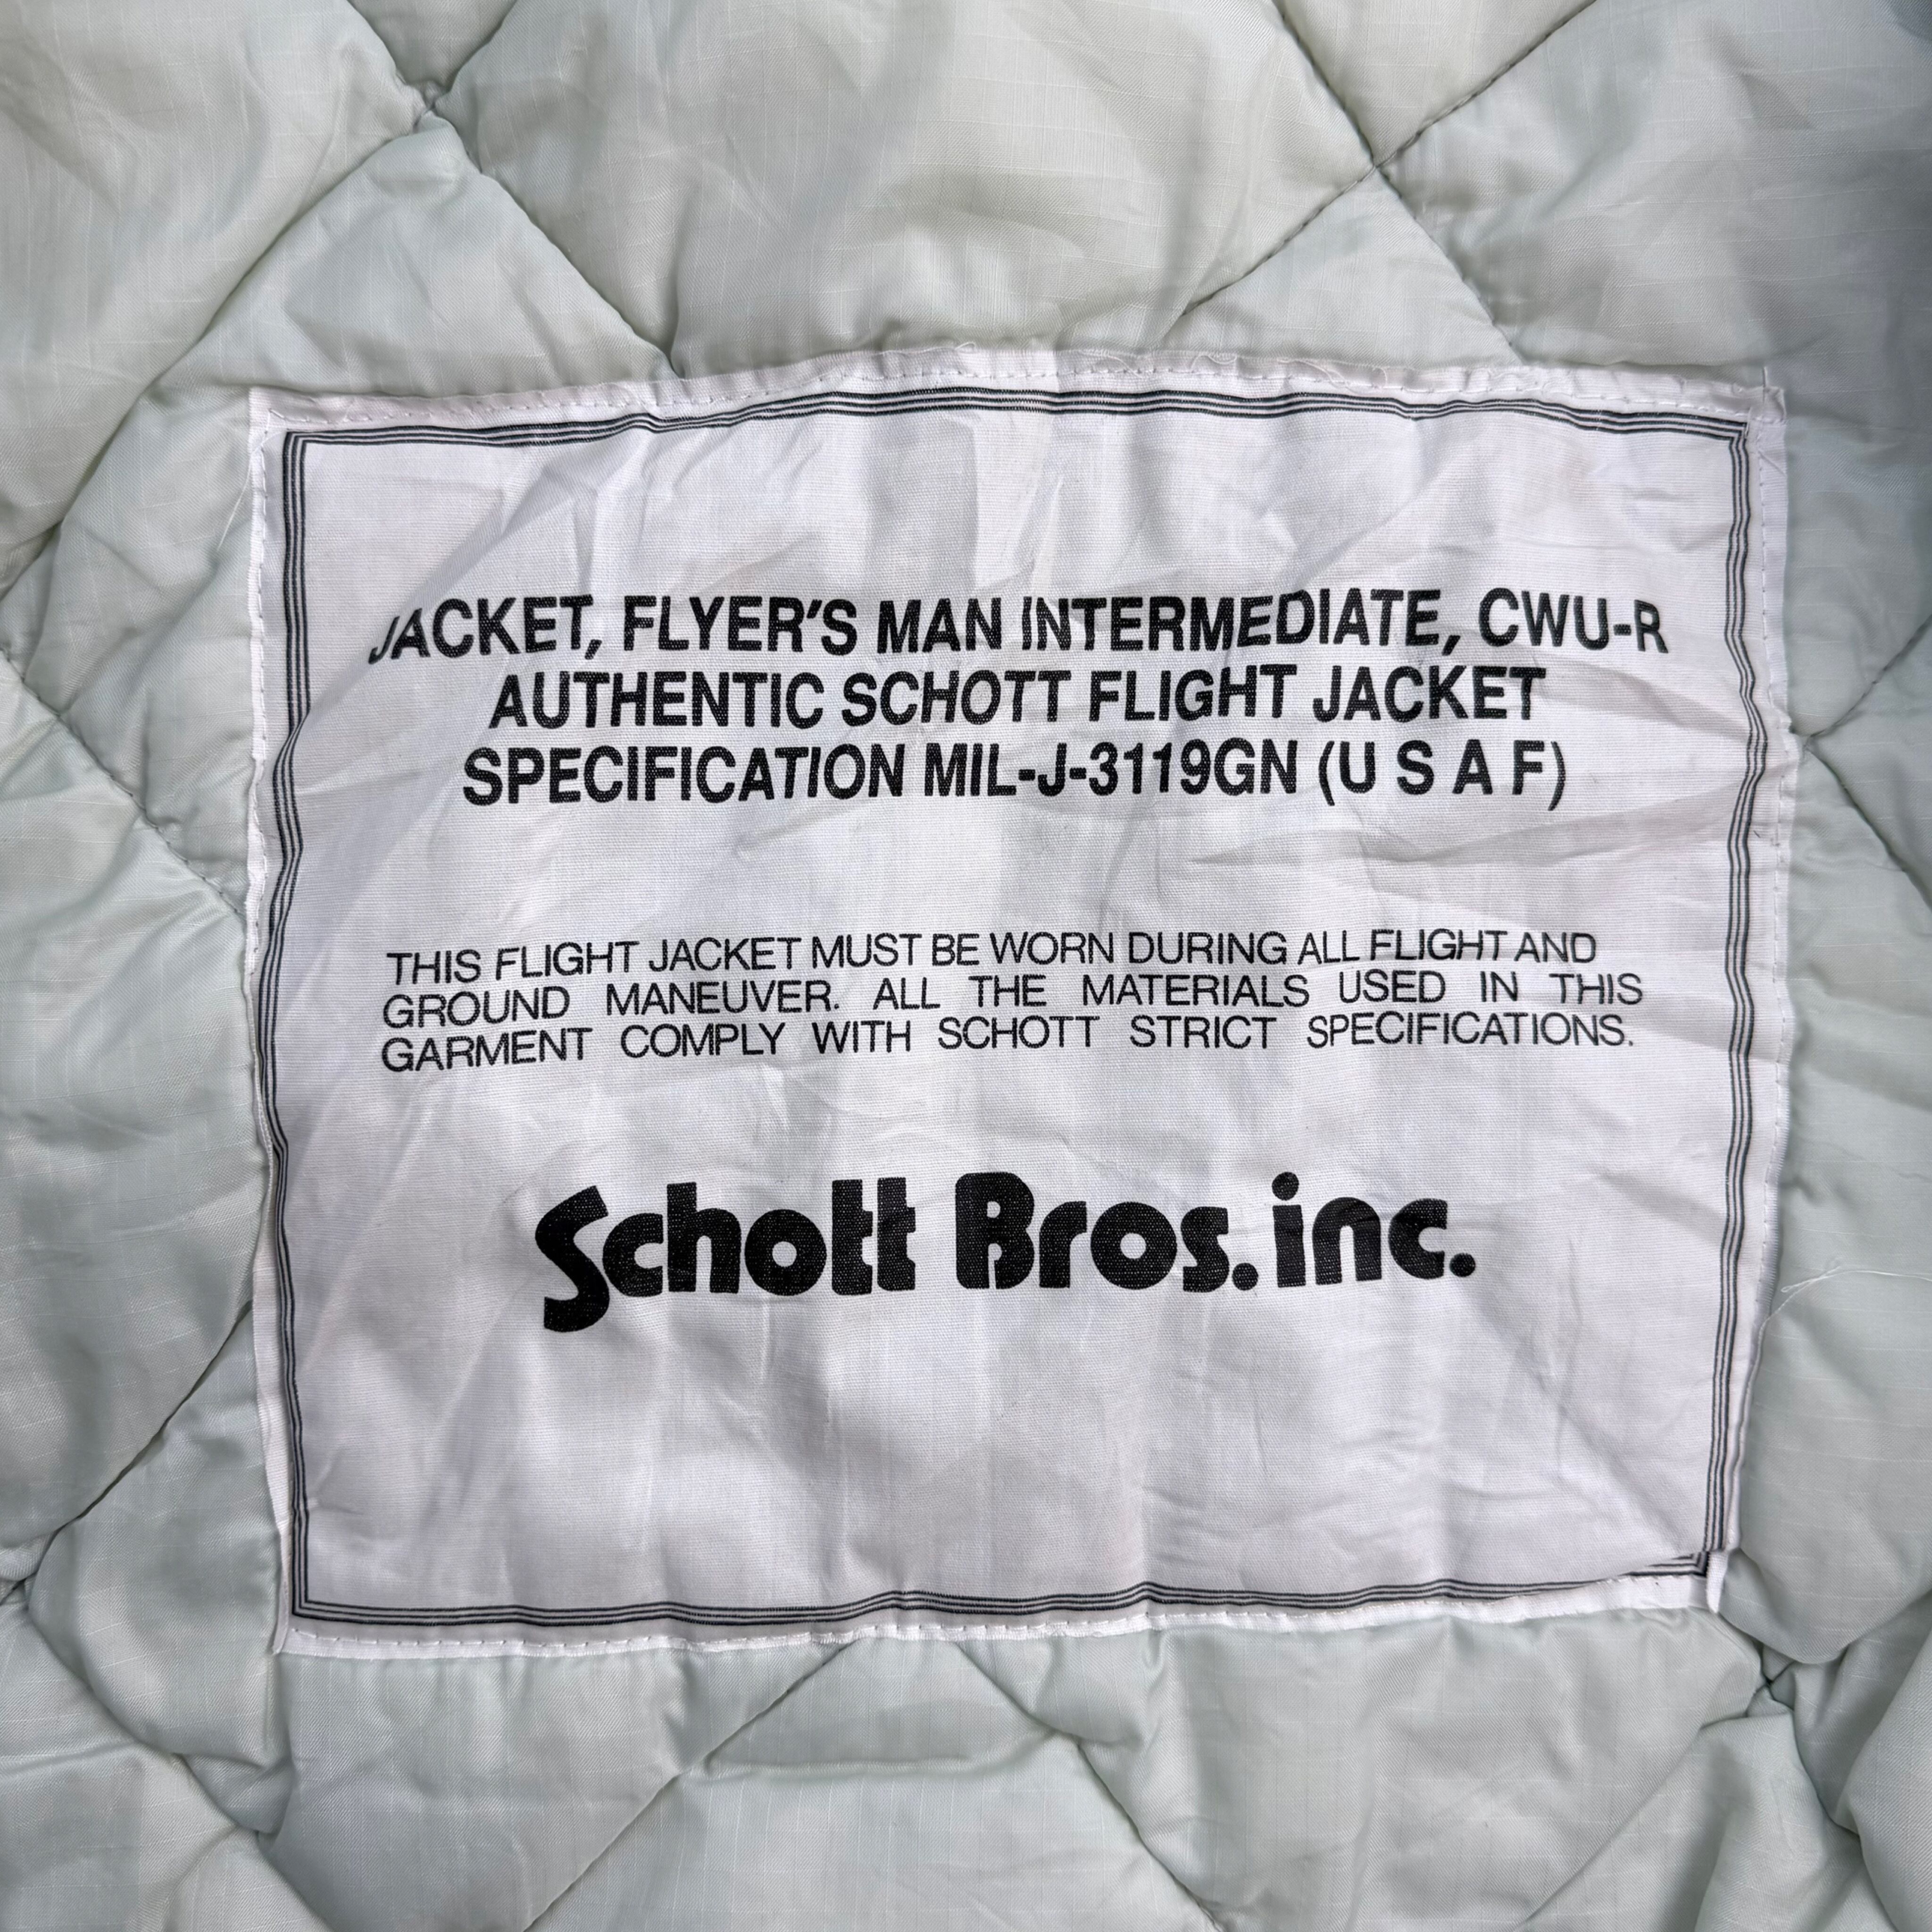 JACKET, FLYER'S MAN INTERMEDIATE, CWU-R
AUTHENTIC SCHOTT FLIGHT JACKET
SPECIFICATION MIL-J-3119GN (U S A F)
THIS FLIGHT JACKET MUST BE WORN DURING ALL FLIGHT AND
GROUND MANEUVER. ALL THE MATERIALS USED IN THIS
GARMENT COMPLY WITH SCHOTT STRICT SPECIFICATIONS.
Schott Bros. inc.